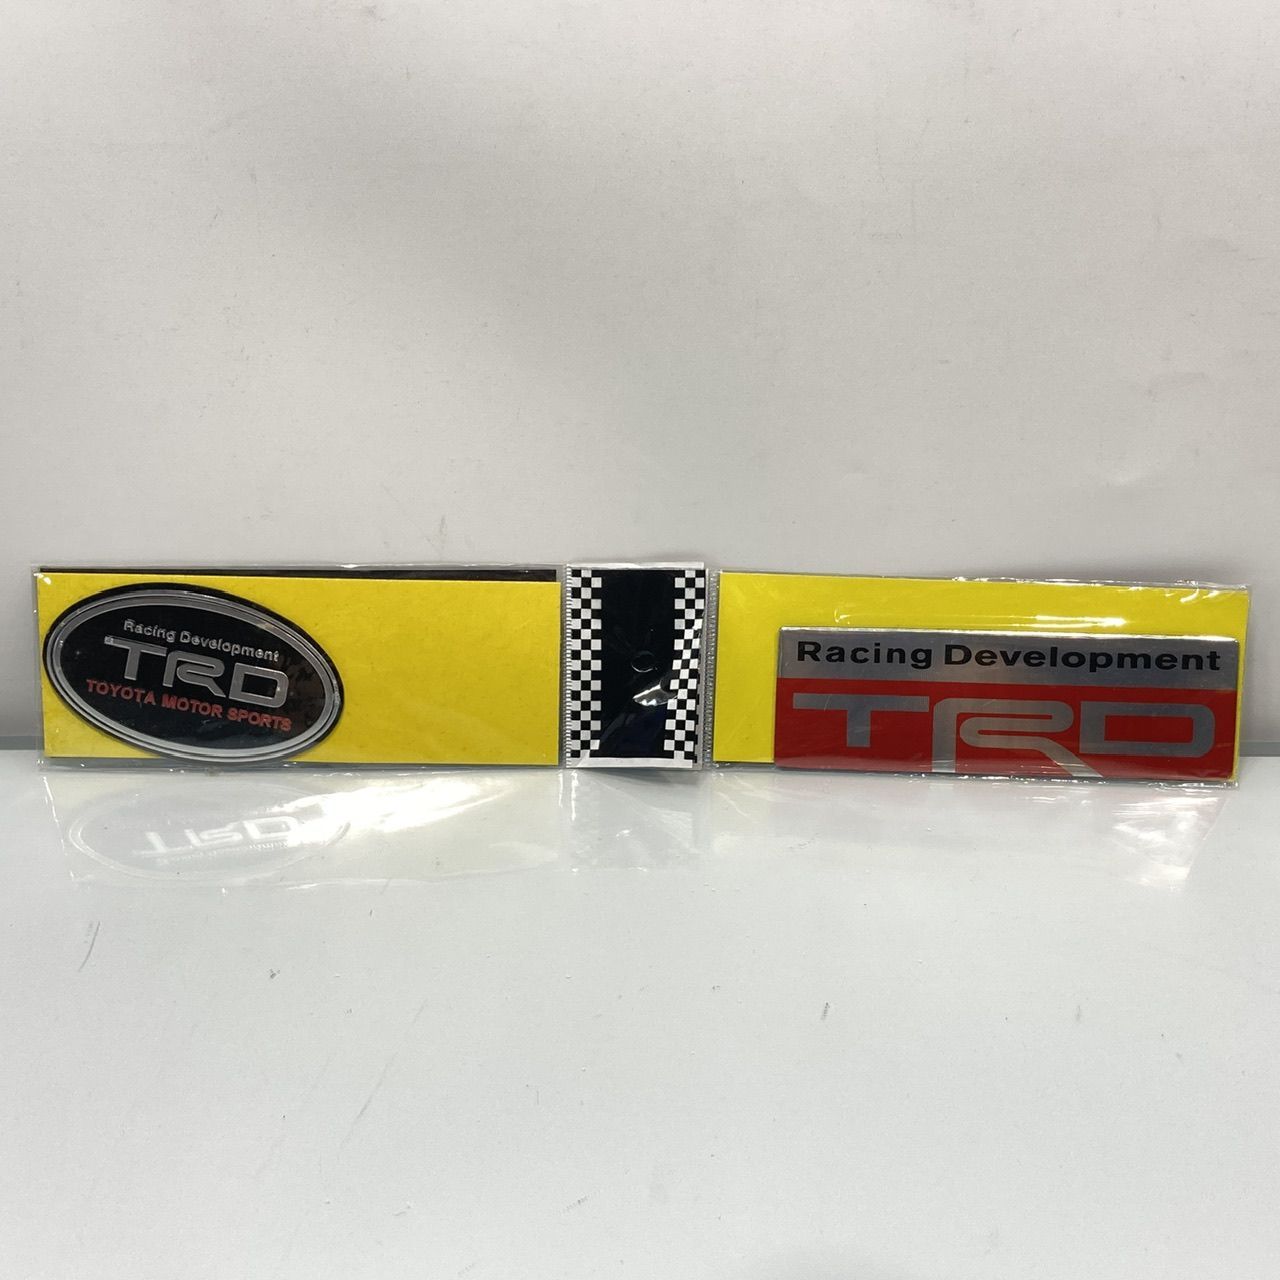 Racing Development
TRD
TOYOTA MOTOR SPORTS
Racing Development
TRD